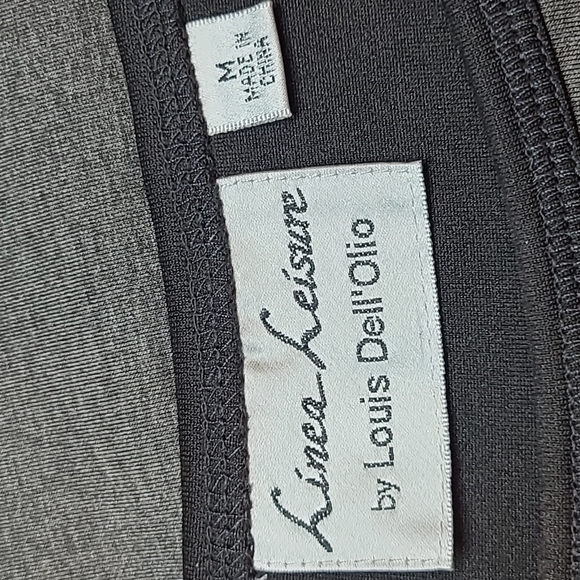 M
MADE IN
CHINA
Linea Leisure
by Louis Dell'Olio